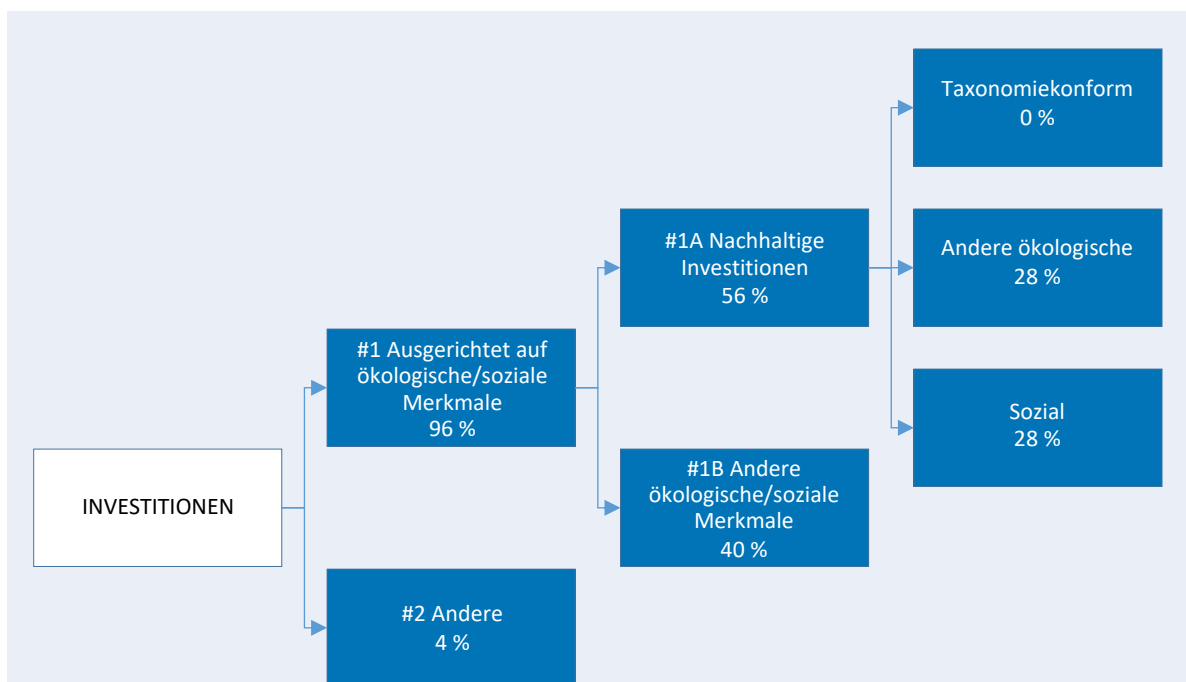 INVESTITIONEN
#1 Ausgerichtet auf
ökologische/soziale
Merkmale
96 %
#2 Andere
4 %
#1A Nachhaltige
Investitionen
56 %
#1B Andere
ökologische/soziale
Merkmale
40 %
Taxonomiekonform
0 %
Andere ökologische
28 %
Sozial
28 %